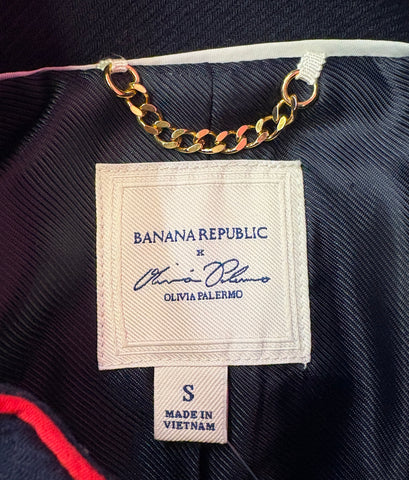 BANANA REPUBLIC
X
Olivia Palermo
OLIVIA PALERMO
S
MADE IN
VIETNAM